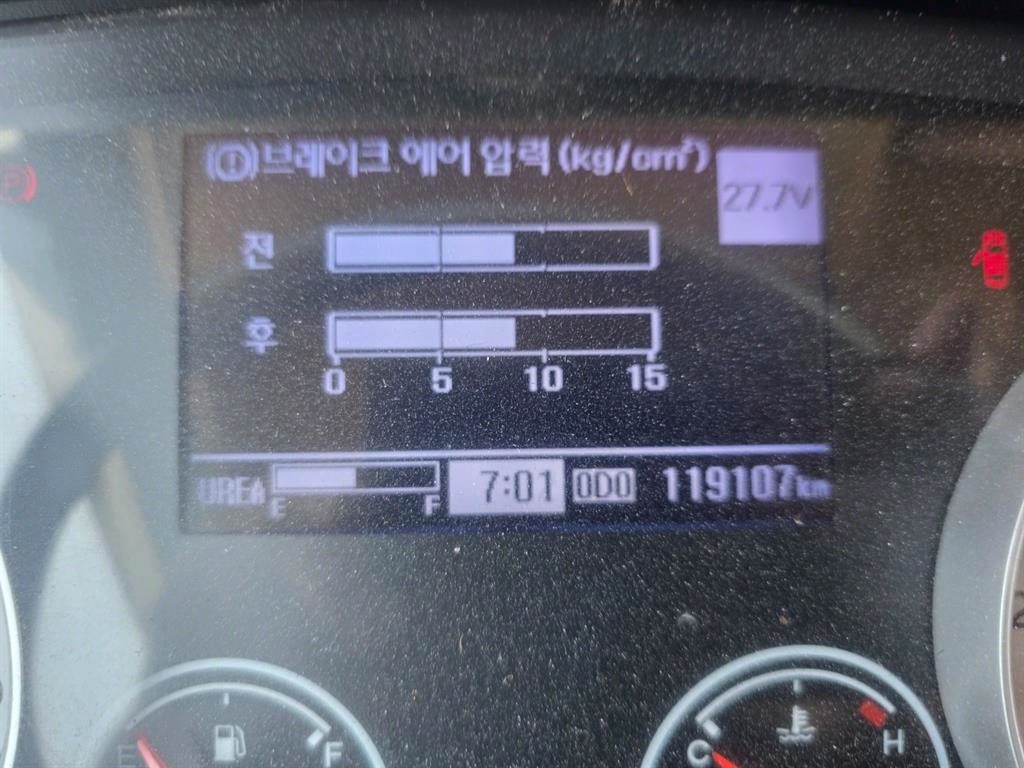 (ⓘ)브레이크 에어 압력 (kg/cm²)
27.7V
P
전
후
0 5 10 15
UREA E F 7:01 ODO 119107km
E F
C H